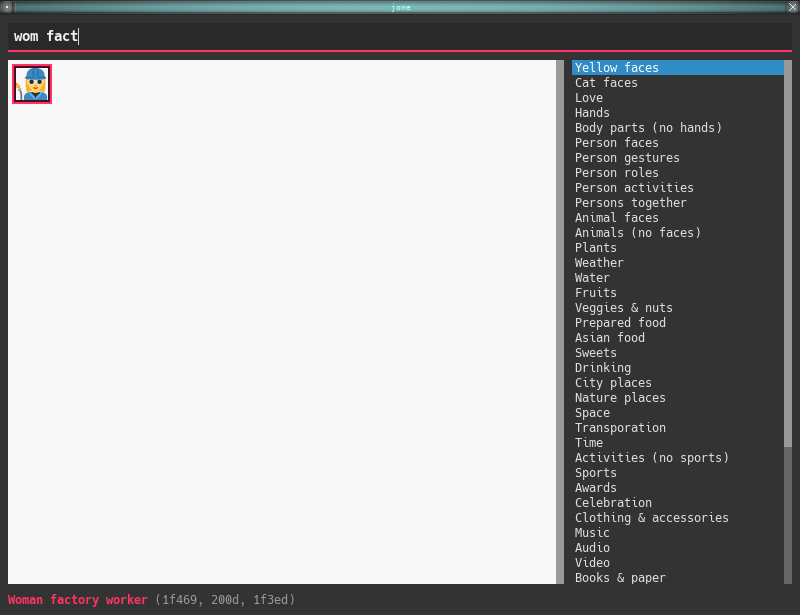 jome
wom fact
Yellow faces
Cat faces
Love
Hands
Body parts (no hands)
Person faces
Person gestures
Person roles
Person activities
Persons together
Animal faces
Animals (no faces)
Plants
Weather
Water
Fruits
Veggies & nuts
Prepared food
Asian food
Sweets
Drinking
City places
Nature places
Space
Transporation
Time
Activities (no sports)
Sports
Awards
Celebration
Clothing & accessories
Music
Audio
Video
Books & paper
Woman factory worker (1f469, 200d, 1f3ed)